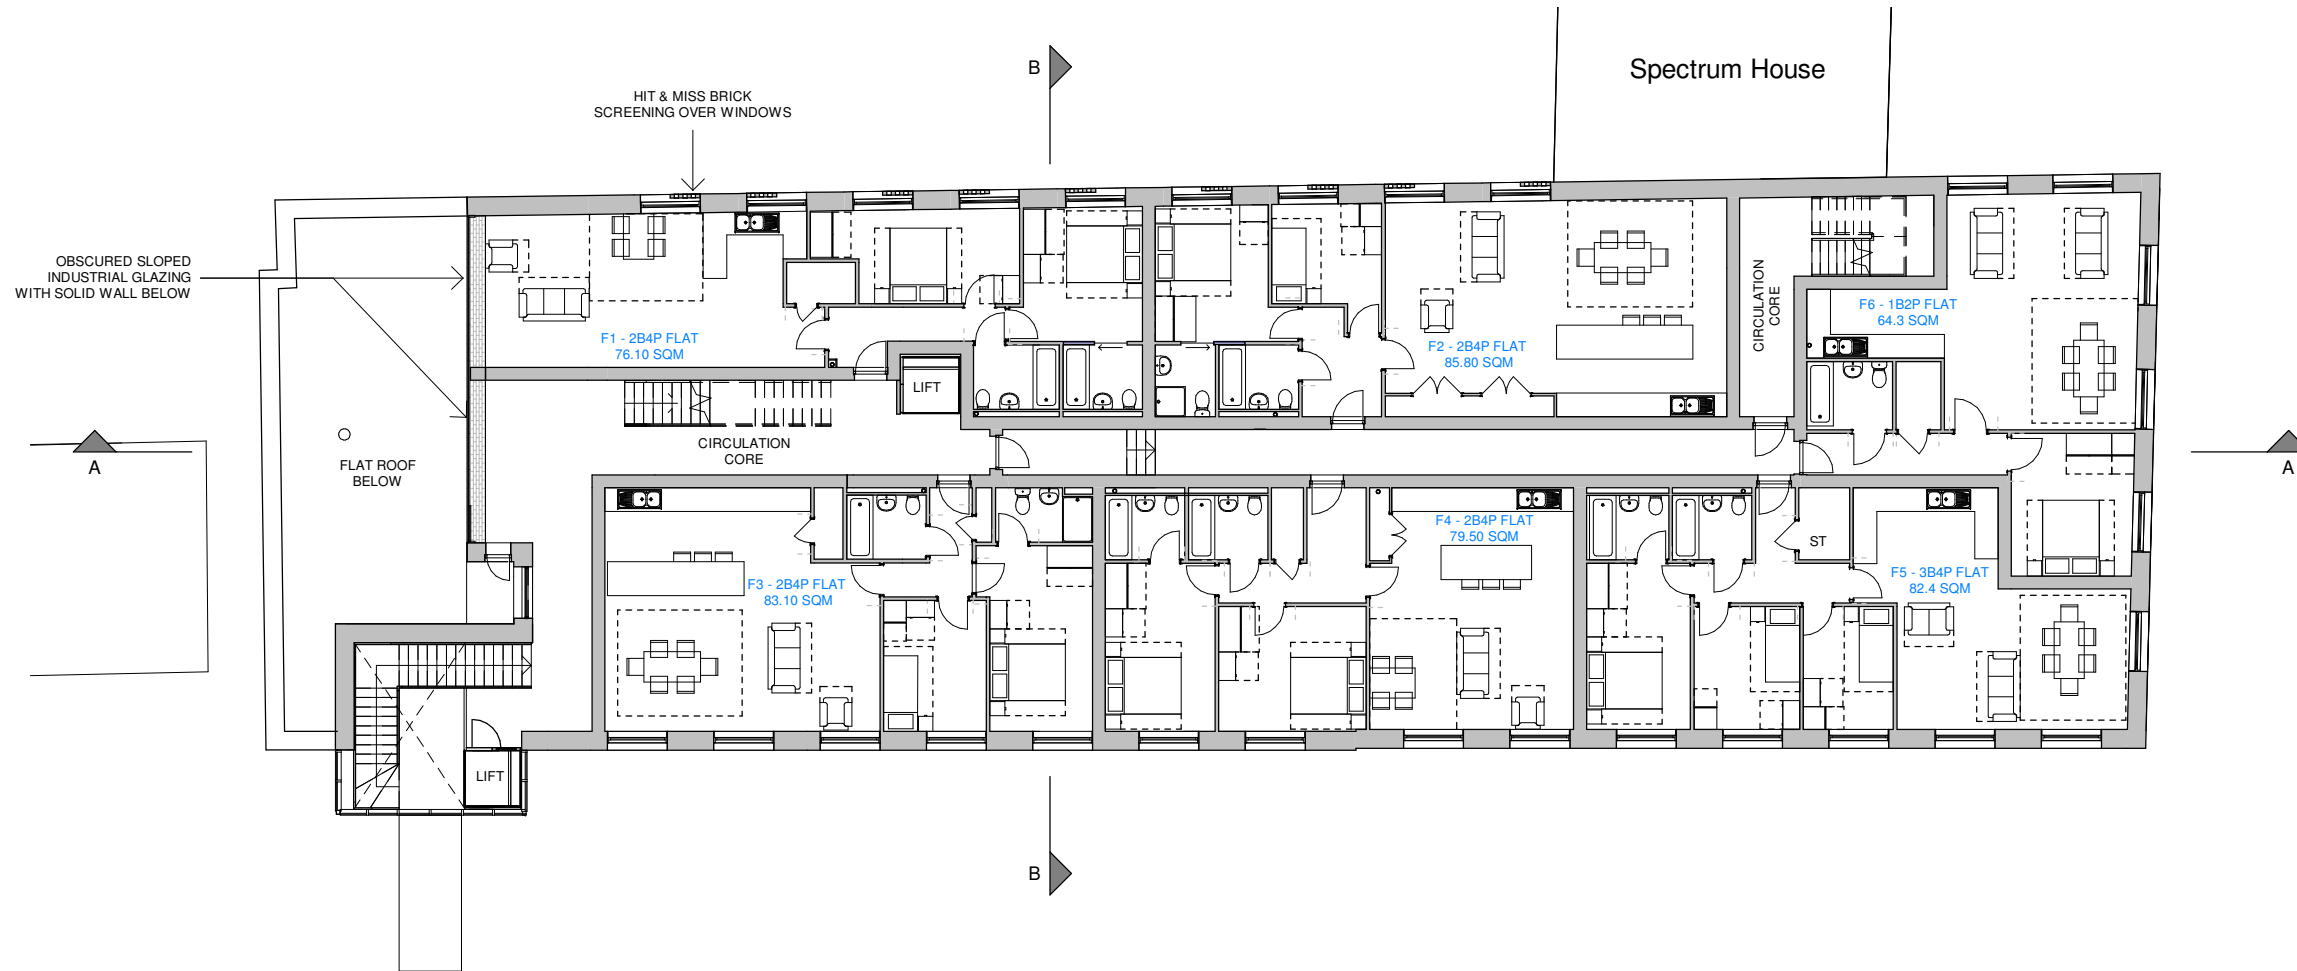 Spectrum House
B
HIT & MISS BRICK
SCREENING OVER WINDOWS
OBSCURED SLOPED
INDUSTRIAL GLAZING
WITH SOLID WALL BELOW
F1 - 2B4P FLAT
76.10 SQM
F2 - 2B4P FLAT
85.80 SQM
CIRCULATION
CORE
F6 - 1B2P FLAT
64.3 SQM
LIFT
CIRCULATION
CORE
A
FLAT ROOF
BELOW
A
F3 - 2B4P FLAT
83.10 SQM
F4 - 2B4P FLAT
79.50 SQM
ST
F5 - 3B4P FLAT
82.4 SQM
LIFT
B